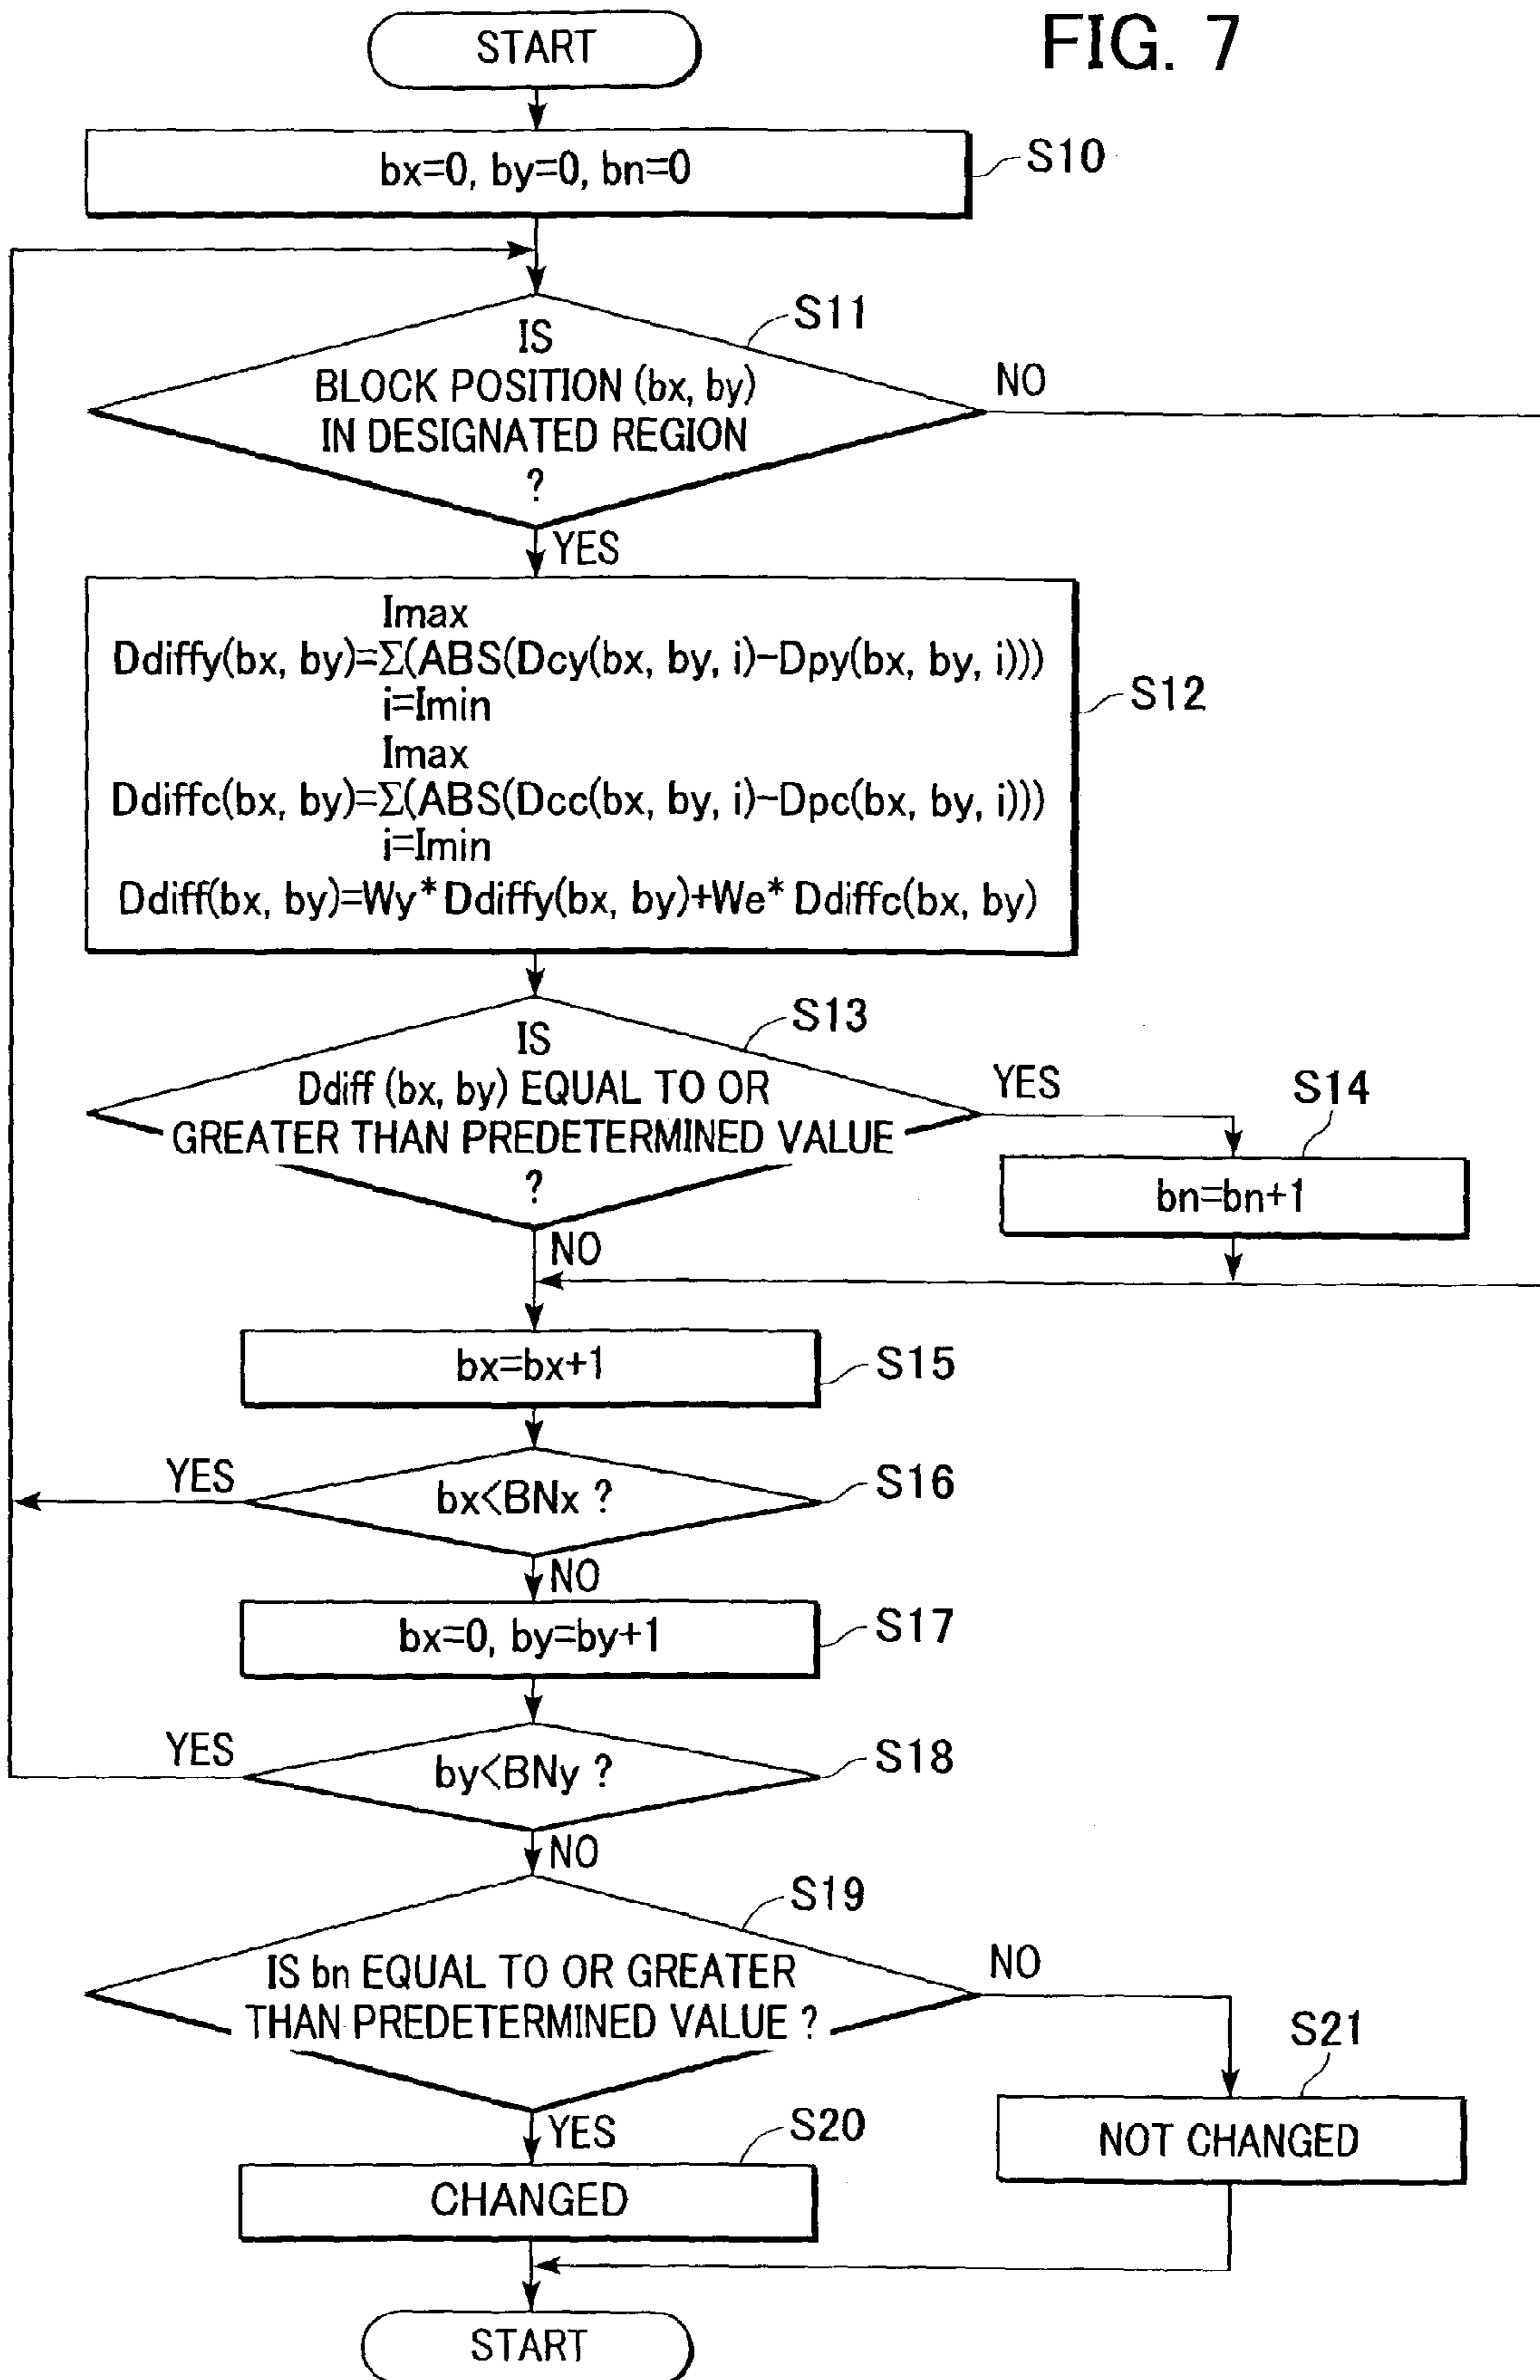 FIG. 7
START
bx=0, by=0, bn=0
S10
S11
IS
BLOCK POSITION (bx, by)
IN DESIGNATED REGION
?
NO
YES
Imax
Ddiffy(bx, by)=Σ(ABS(Dcy(bx, by, i)-Dpy(bx, by, i)))
i=Imin
Imax
Ddiffc(bx, by)=Σ(ABS(Dcc(bx, by, i)-Dpc(bx, by, i)))
i=Imin
Ddiff(bx, by)=Wy* Ddiffy(bx, by)+We* Ddiffc(bx, by)
S12
S13
IS
Ddiff (bx, by) EQUAL TO OR
GREATER THAN PREDETERMINED VALUE
?
YES
S14
bn=bn+1
NO
bx=bx+1
S15
YES
bx<BNx ?
S16
NO
bx=0, by=by+1
S17
YES
by<BNy ?
S18
NO
S19
IS bn EQUAL TO OR GREATER
THAN PREDETERMINED VALUE ?
NO
S21
NOT CHANGED
YES
S20
CHANGED
START